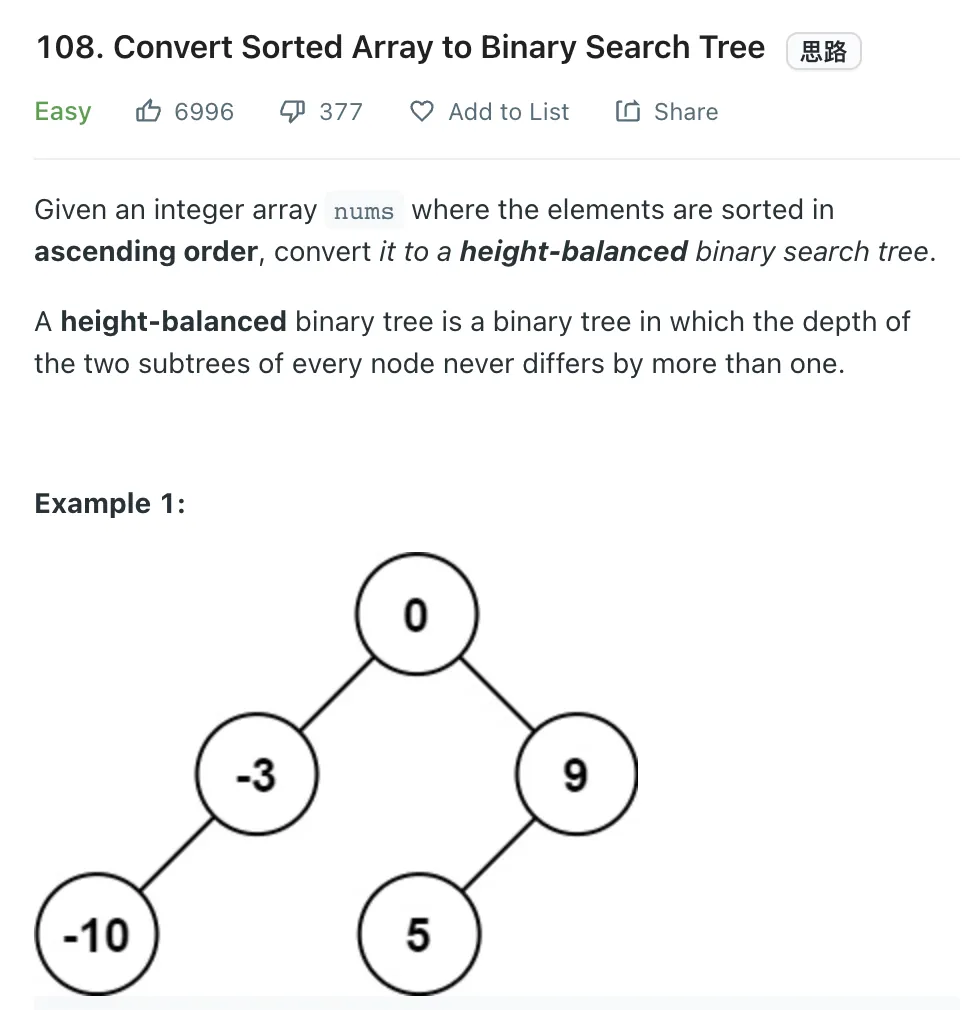 108. Convert Sorted Array to Binary Search Tree 思路
Easy 6996 377 Add to List Share
Given an integer array nums where the elements are sorted in
ascending order, convert it to a height-balanced binary search tree.
A height-balanced binary tree is a binary tree in which the depth of
the two subtrees of every node never differs by more than one.
Example 1:
0
-3 9
-10 5